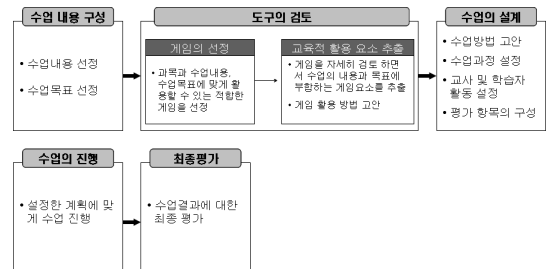 수업 내용 구성
• 수업내용 선정
• 수업목표 선정
도구의 검토
게임의 선정
• 과목과 수업내용,
수업목표에 맞게 활
용할 수 있는 적합한
게임을 선정
교육적 활용 요소 추출
• 게임을 자세히 검토 하면
서 수업의 내용과 목표에
부합하는 게임요소를 추출
• 게임 활용 방법 고안
수업의 설계
• 수업방법 고안
• 수업과정 설정
• 교사 및 학습자
활동 설정
• 평가 항목의 구성
수업의 진행
• 설정한 계획에 맞
게 수업 진행
최종평가
• 수업결과에 대한
최종 평가